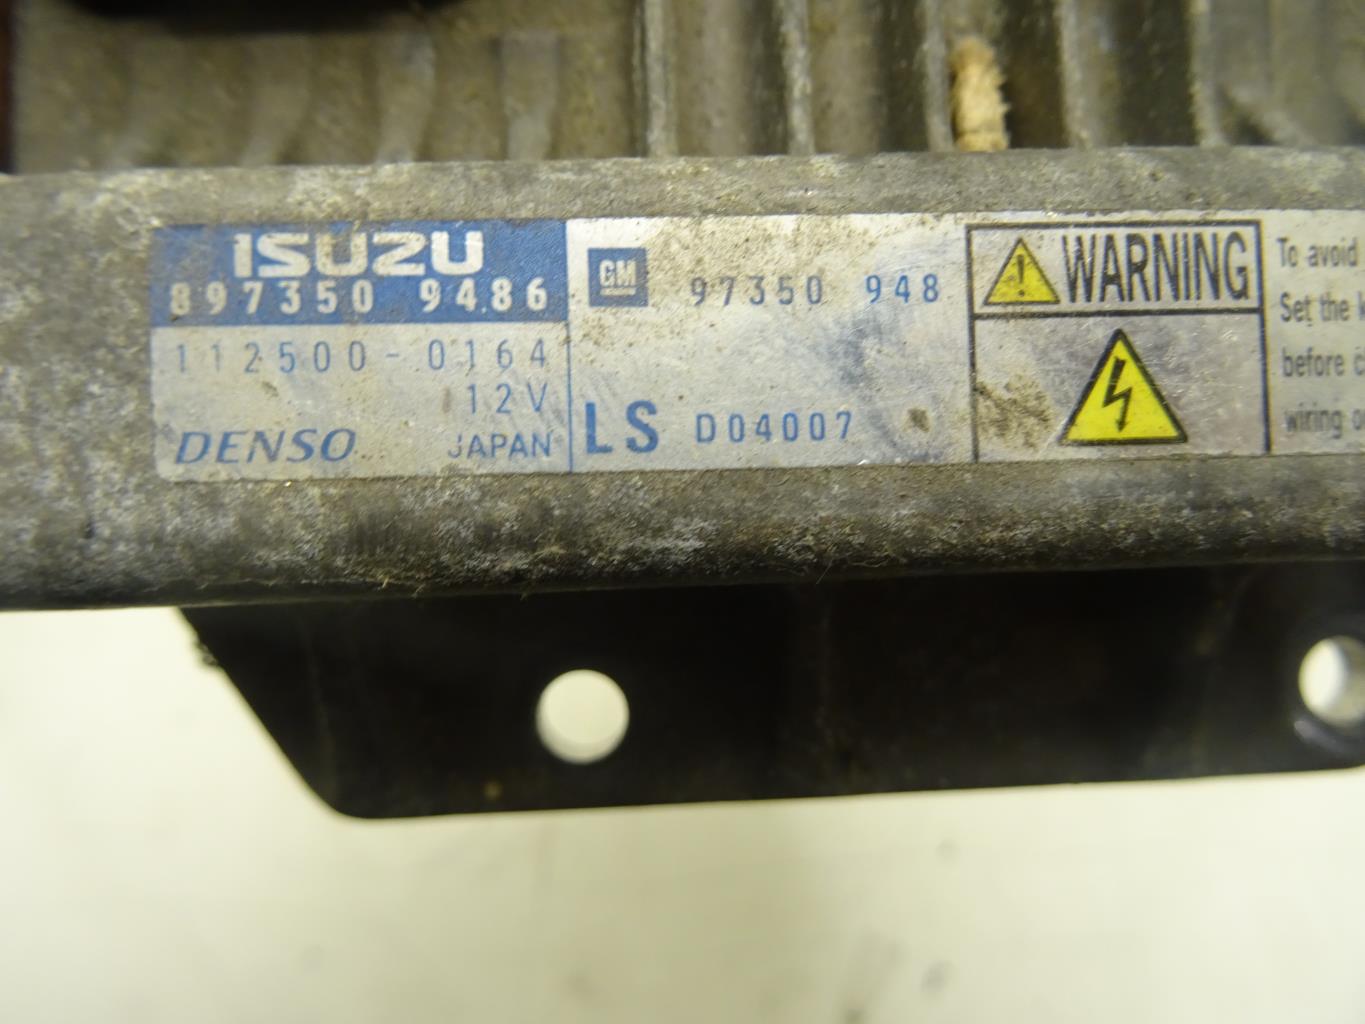 ISUZU
897350 9486
112500-0164
12V
DENSO JAPAN
GM 97350 948
LS D04007
WARNING
To avoid
Set the
before
wiring